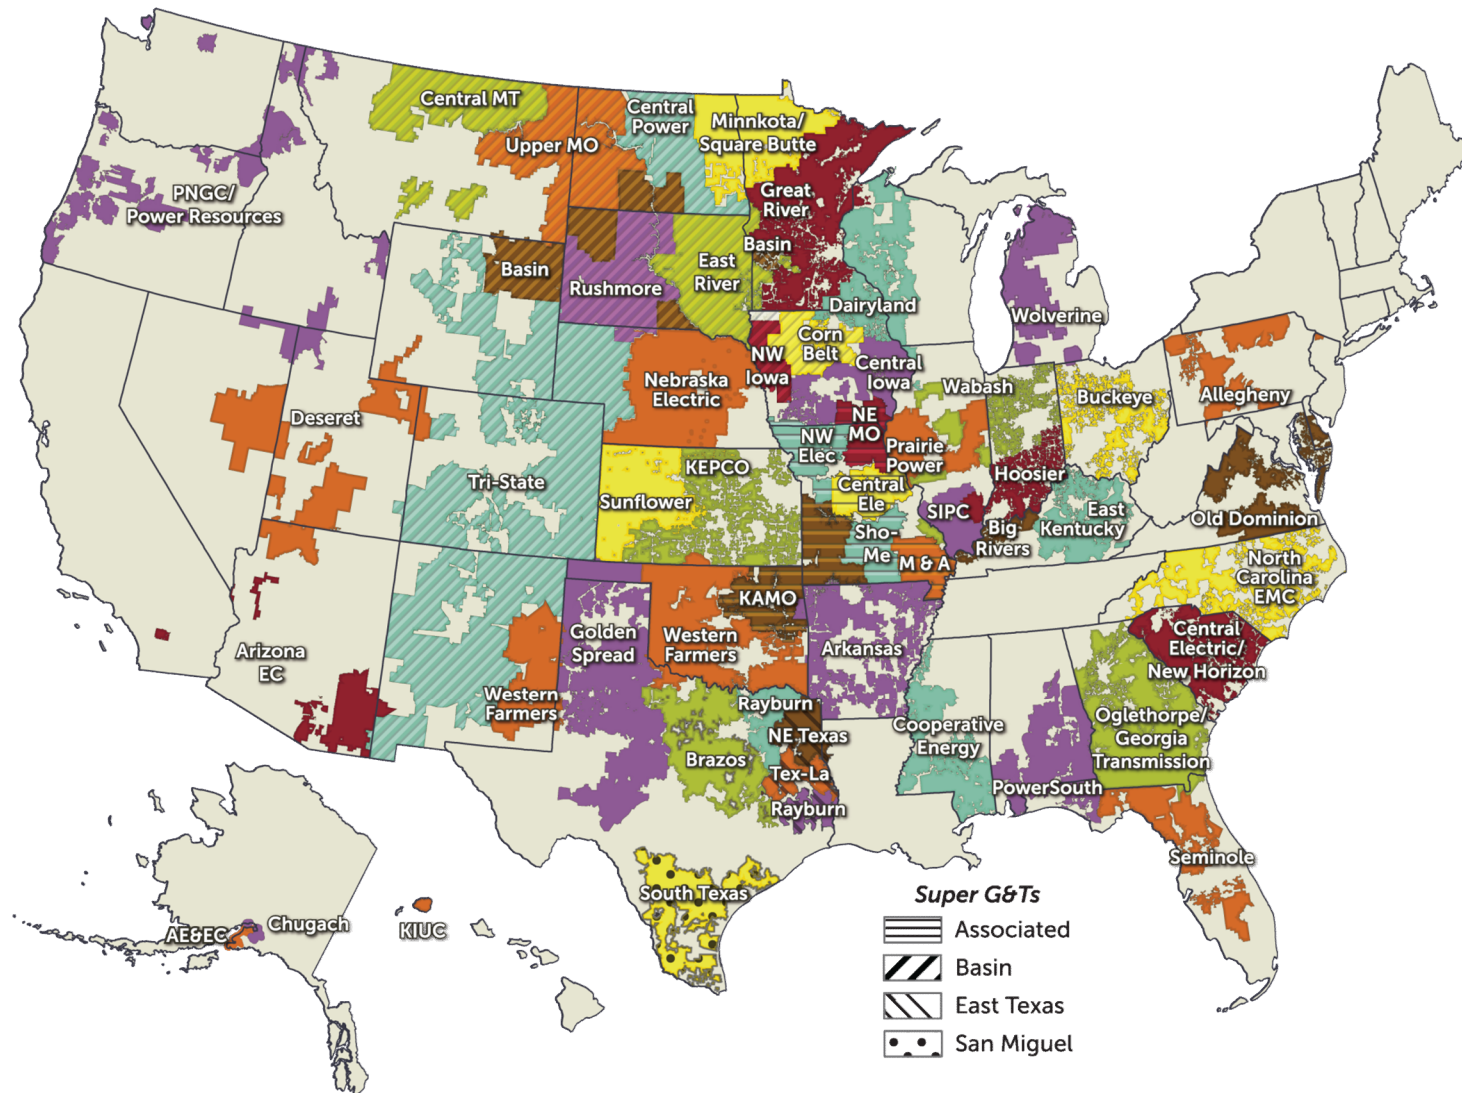 Central MT
Upper MO
Central
Power
Minnkota/
Square Butte
Great
River
PNGC/
Power Resources
Basin
Basin
Rushmore
East
River
Dairyland
Wolverine
Corn
Belt
NW
Iowa
Central
Iowa
Nebraska
Electric
Wabash
Buckeye
Allegheny
Deseret
NE
MO
NW
Elec
Prairie
Power
Tri-State
KEPCO
Sunflower
Central
Ele
Hoosier
SIPC
Big
Rivers
East
Kentucky
Old Dominion
Sho-
Me
M & A
KAMO
North
Carolina
EMC
Arizona
EC
Golden
Spread
Western
Farmers
Arkansas
Central
Electric/
New Horizon
Western
Farmers
Rayburn
NE Texas
Brazos
Tex-La
Rayburn
Cooperative
Energy
Oglethorpe/
Georgia
Transmission
PowerSouth
Seminole
South Texas
AE&EC
Chugach
KIUC
Super G&Ts
Associated
Basin
East Texas
San Miguel